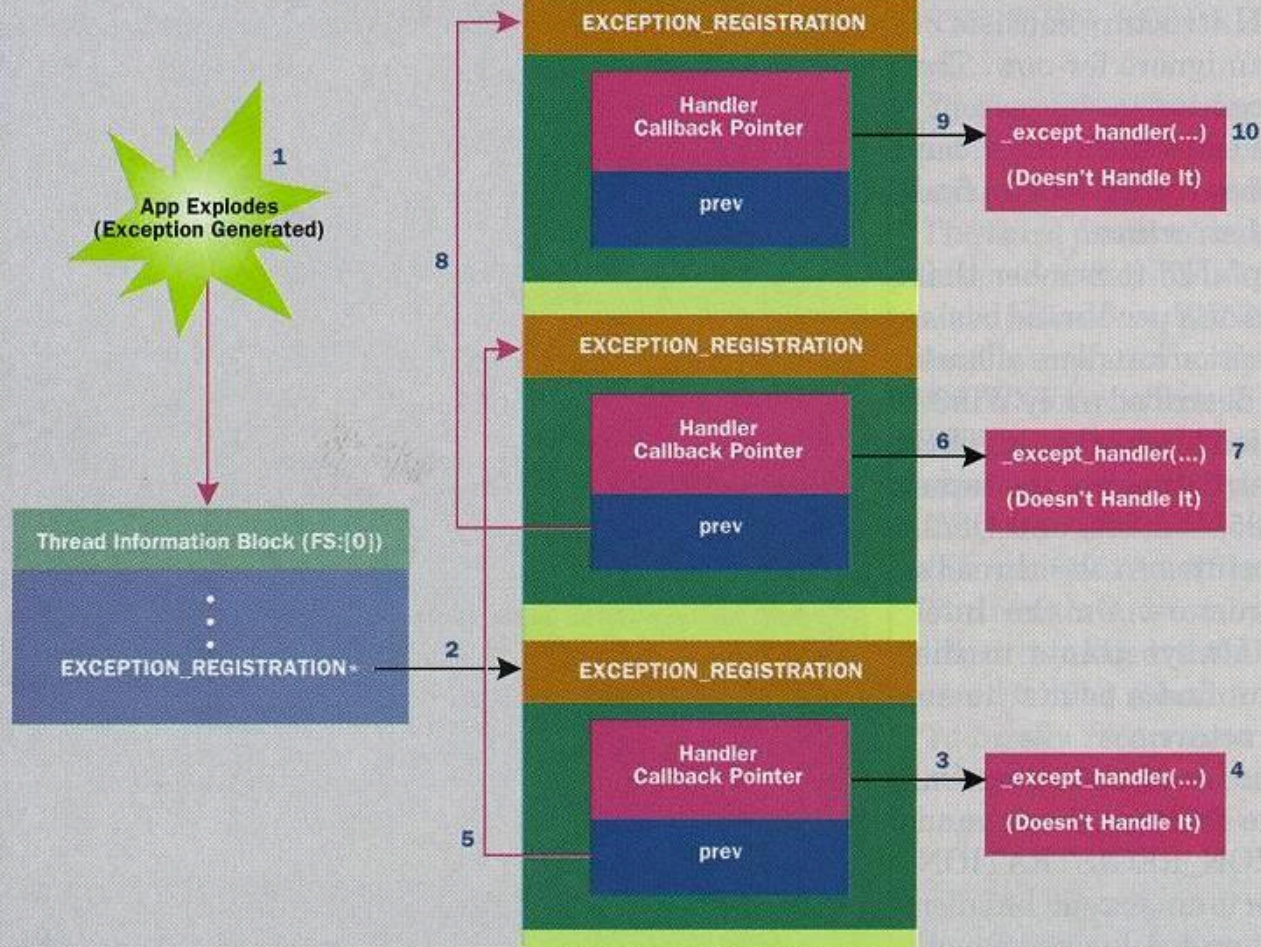 EXCEPTION_REGISTRATION
Handler
Callback Pointer
prev
9
_except_handler(...)
(Doesn't Handle It)
10
1
App Explodes
(Exception Generated)
8
EXCEPTION_REGISTRATION
Handler
Callback Pointer
prev
6
_except_handler(...)
(Doesn't Handle It)
7
Thread Information Block (FS:[0])
EXCEPTION_REGISTRATION*
2
EXCEPTION_REGISTRATION
Handler
Callback Pointer
prev
3
_except_handler(...)
(Doesn't Handle It)
4
5